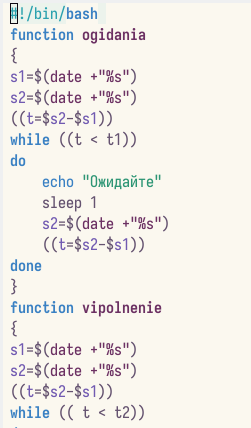 #!/bin/bash
function ogidania
{
s1=$(date +"%s")
s2=$(date +"%s")
((t=$s2-$s1))
while ((t < t1))
do
    echo "Ожидайте"
    sleep 1
    s2=$(date +"%s")
    ((t=$s2-$s1))
done
}
function vipolnenie
{
s1=$(date +"%s")
s2=$(date +"%s")
((t=$s2-$s1))
while (( t < t2))